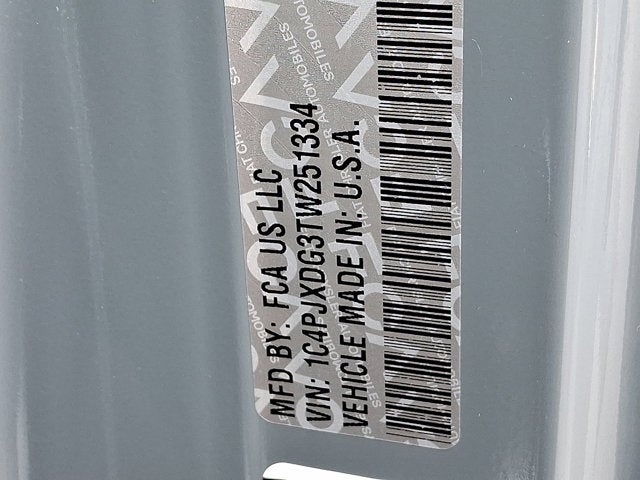 MFD BY: FCA US LLC
VIN: 1C4PJXDG3TW251334
VEHICLE MADE IN: U.S.A.